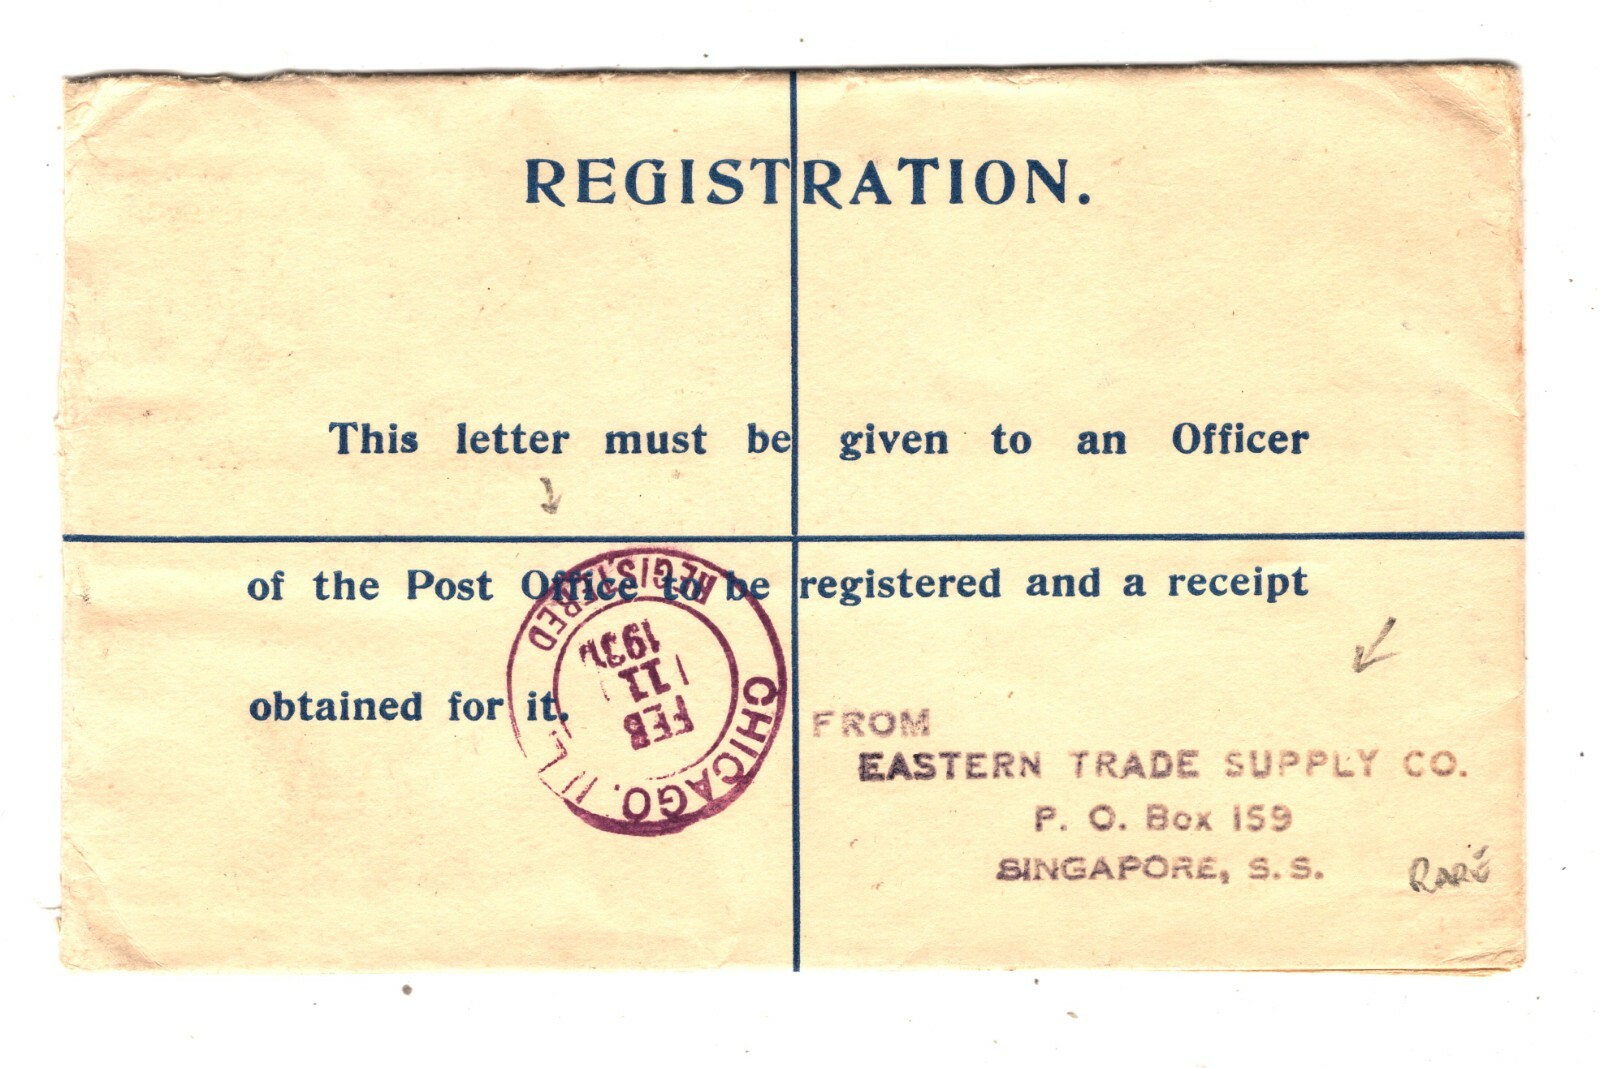 REGISTRATION.
This letter must be given to an Officer
of the Post Office to be registered and a receipt
obtained for it.
REGISTERED
CHICAGO, ILL.
FEB
11
FROM
EASTERN TRADE SUPPLY CO.
P. O. Box 159
SINGAPORE, S. S.
RARE